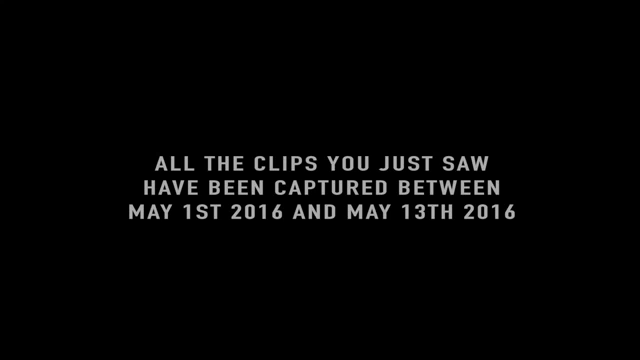 ALL THE CLIPS YOU JUST SAW
HAVE BEEN CAPTURED BETWEEN
MAY 1ST 2016 AND MAY 13TH 2016